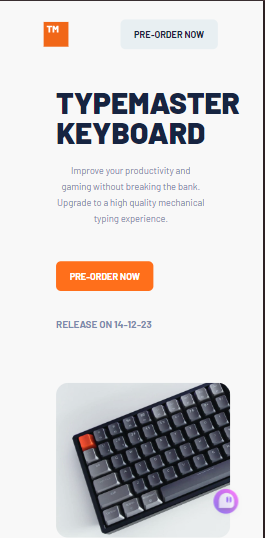 TM
PRE-ORDER NOW
TYPEMASTER
KEYBOARD
Improve your productivity and
gaming without breaking the bank.
Upgrade to a high quality mechanical
typing experience.
PRE-ORDER NOW
RELEASE ON 14-12-23